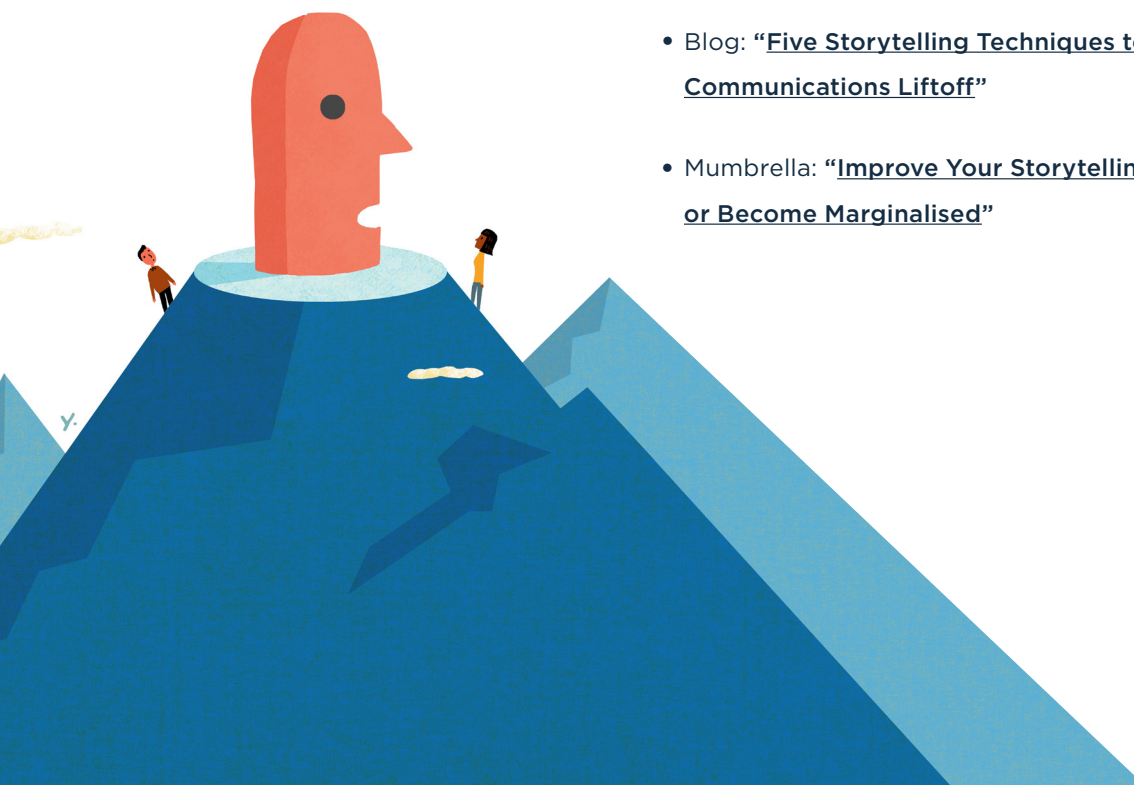 • Blog: “Five Storytelling Techniques t
Communications Liftoff”
• Mumbrella: “Improve Your Storytellin
or Become Marginalised”
y.